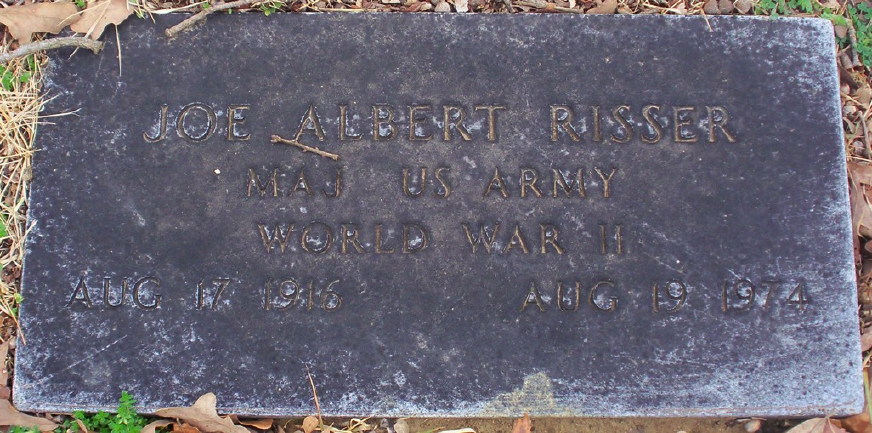 JOE ALBERT RISSER
MAJ US ARMY
WORLD WAR II
AUG 17 1916 AUG 19 1974